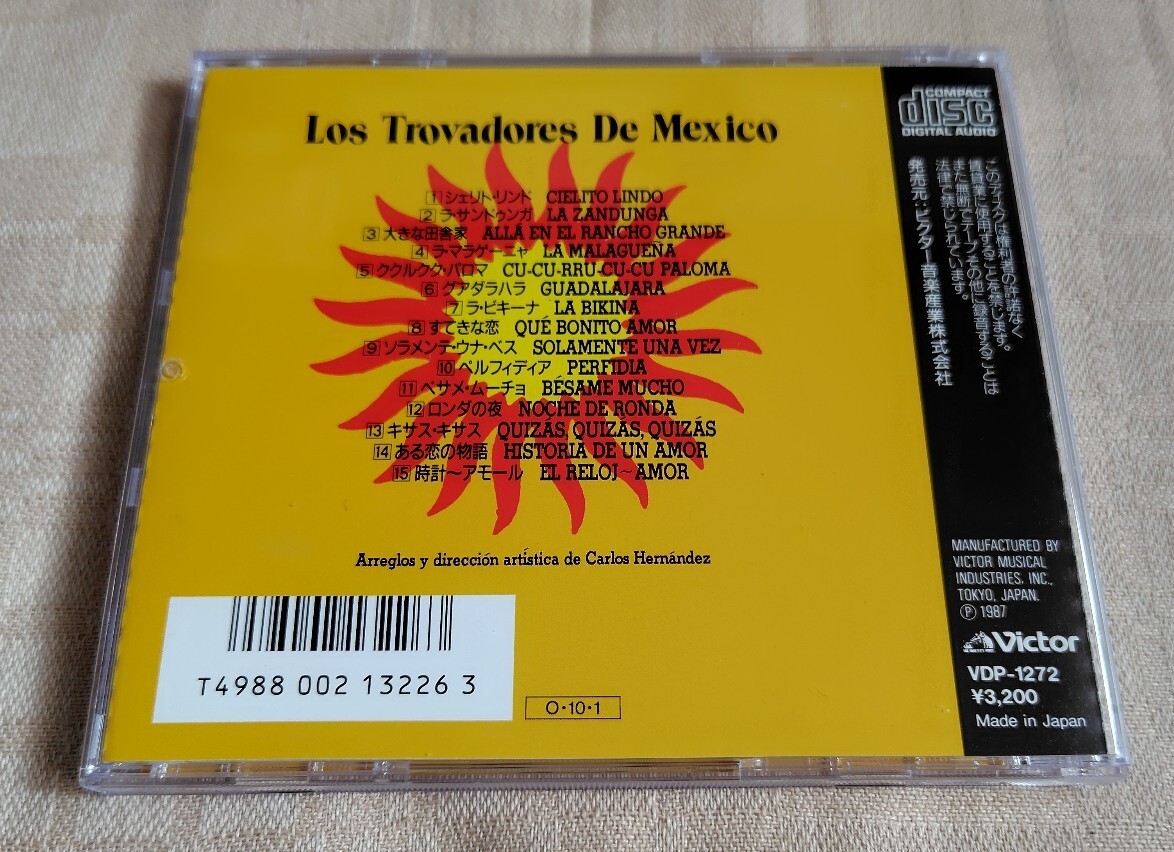 Los Trovadores De Mexico
1 シェリト・リンド CIELITO LINDO
2 ラ・サンドゥンガ LA ZANDUNGA
3 大きな田舎家 ALLÁ EN EL RANCHO GRANDE
4 ラ・マラゲーニャ LA MALAGUEÑA
5 ククルクク・パロマ CU-CU-RRU-CU-CU PALOMA
6 グアダラハラ GUADALAJARA
7 ラ・ビキーナ LA BIKINA
8 すてきな恋 QUÉ BONITO AMOR
9 ソラメンテ・ウナ・ベス SOLAMENTE UNA VEZ
10 ペルフィディア PERFIDIA
11 ベサメ・ムーチョ BÉSAME MUCHO
12 ロンダの夜 NOCHE DE RONDA
13 キサス・キサス QUIZÁS, QUIZÁS, QUIZÁS
14 ある恋の物語 HISTORIA DE UN AMOR
15 時計〜アモール EL RELOJ~AMOR
Arreglos y dirección artística de Carlos Hernández
T4988 002 13226 3
O・10・1
COMPACT
disc
DIGITAL AUDIO
このディスクは権利者の許諾なく
賃貸業に使用することを禁じます。
また無断でテープその他に録音することは
法律で禁じられています。
発売元:ビクター音楽産業株式会社
MANUFACTURED BY
VICTOR MUSICAL
INDUSTRIES, INC.,
TOKYO, JAPAN.
Ⓟ 1987
Victor
VDP-1272
¥3,200
Made in Japan